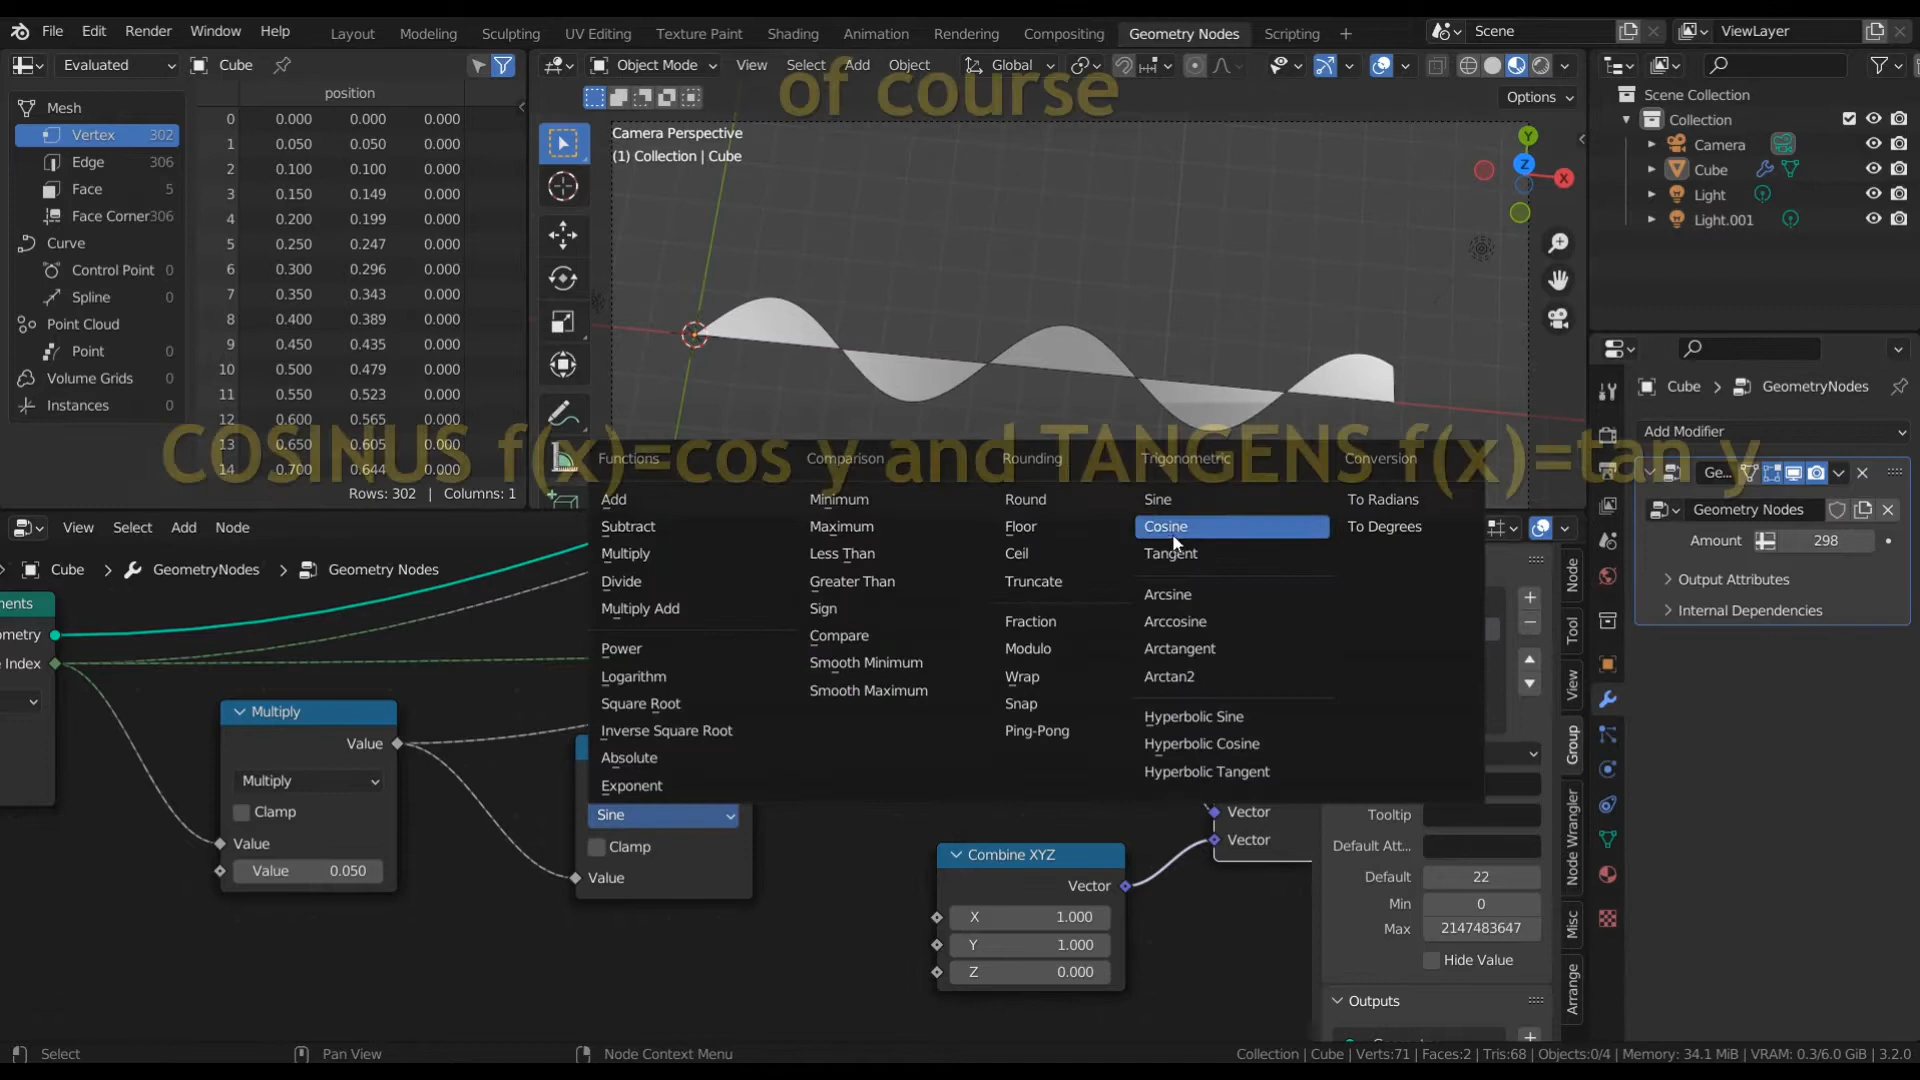 File Edit Render Window Help
Layout Modeling Sculpting UV Editing Texture Paint Shading Animation Rendering Compositing Geometry Nodes Scripting +
Scene
ViewLayer
Evaluated
Cube
Object Mode
View Select Add Object
Global
of course
Options
position
Mesh
Vertex 302
Edge 306
Face 5
Face Corner 306
Curve
Control Point 0
Spline 0
Point Cloud
Point 0
Volume Grids
Instances 0
0 0.000 0.000 0.000
1 0.050 0.050 0.000
2 0.100 0.100 0.000
3 0.150 0.149 0.000
4 0.200 0.199 0.000
5 0.250 0.247 0.000
6 0.300 0.296 0.000
7 0.350 0.343 0.000
8 0.400 0.389 0.000
9 0.450 0.435 0.000
10 0.500 0.479 0.000
11 0.550 0.523 0.000
12 0.600 0.565 0.000
13 0.650 0.605 0.000
14 0.700 0.644 0.000
Rows: 302 | Columns: 1
Camera Perspective
(1) Collection | Cube
Y
Z
X
Scene Collection
Collection
Camera
Cube
Light
Light.001
COSINUS f(x)=cos y and TANGENS f(x)=tan y
Cube > GeometryNodes
Add Modifier
Ge...
Geometry Nodes
Amount 298
Output Attributes
Internal Dependencies
Functions
Add
Subtract
Multiply
Divide
Multiply Add
Power
Logarithm
Square Root
Inverse Square Root
Absolute
Exponent
Comparison
Minimum
Maximum
Less Than
Greater Than
Sign
Compare
Smooth Minimum
Smooth Maximum
Rounding
Round
Floor
Ceil
Truncate
Fraction
Modulo
Wrap
Snap
Ping-Pong
Trigonometric
Sine
Cosine
Tangent
Arcsine
Arccosine
Arctangent
Arctan2
Hyperbolic Sine
Hyperbolic Cosine
Hyperbolic Tangent
Conversion
To Radians
To Degrees
View Select Add Node
Cube > GeometryNodes > Geometry Nodes
Multiply
Value
Multiply
Clamp
Value
Value 0.050
Sine
Clamp
Value
Combine XYZ
Vector
X 1.000
Y 1.000
Z 0.000
Vector
Vector
Tooltip
Default Att...
Default 22
Min 0
Max 2147483647
Hide Value
Outputs
Node
Tool
View
Group
Node Wrangler
Misc
Arrange
Select
Pan View
Node Context Menu
Collection | Cube | Verts:71 | Faces:2 | Tris:68 | Objects:0/4 | Memory: 34.1 MiB | VRAM: 0.3/6.0 GiB | 3.2.0